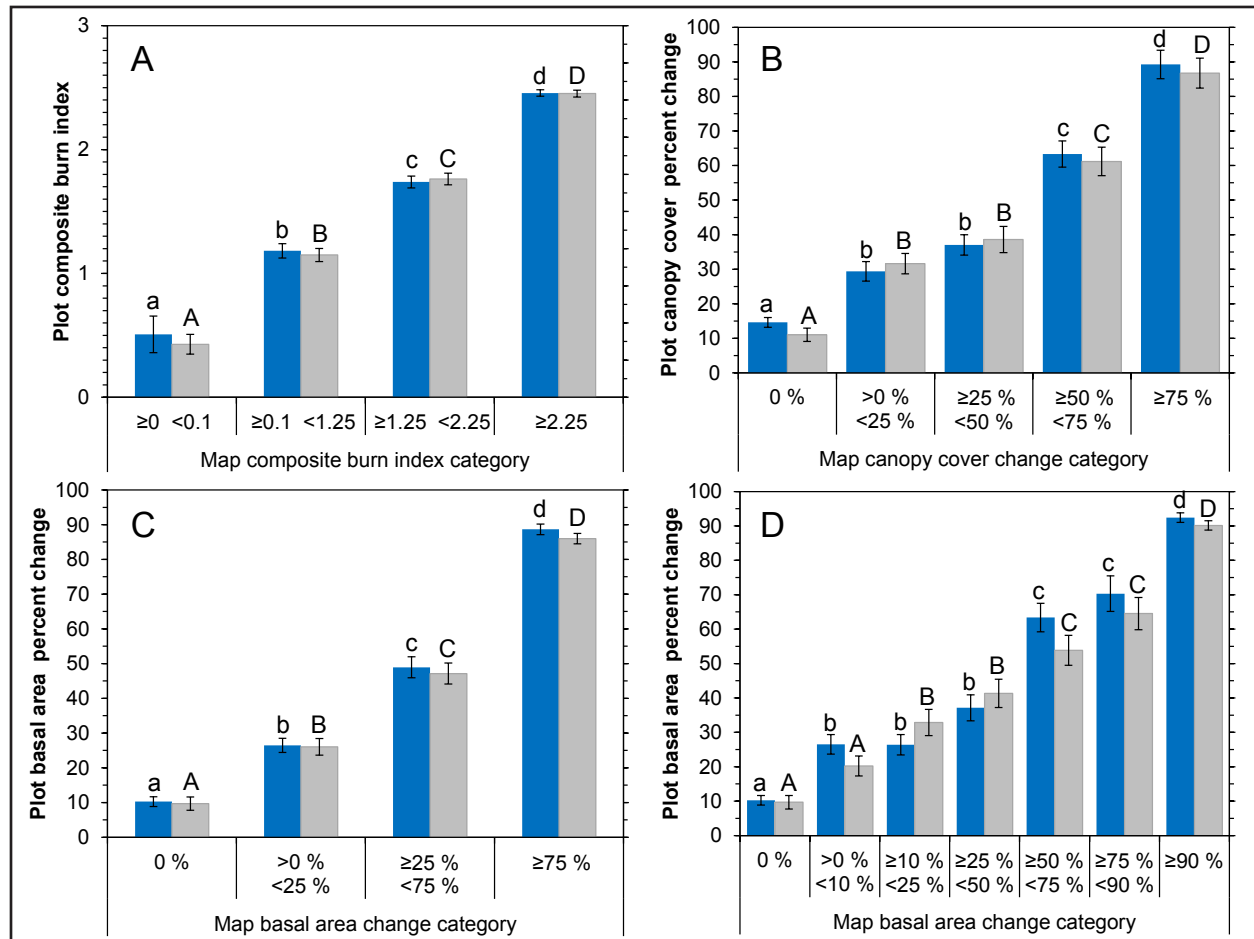 A
Plot composite burn index
3
2
1
0
a A
b B
c C
d D
≥0 <0.1 ≥0.1 <1.25 ≥1.25 <2.25 ≥2.25
Map composite burn index category
B
Plot canopy cover percent change
100
90
80
70
60
50
40
30
20
10
0
a A
b B
b B
c C
d D
0 % >0 % ≥25 % ≥50 % ≥75 %
<25 % <50 % <75 %
Map canopy cover change category
C
Plot basal area percent change
100
90
80
70
60
50
40
30
20
10
0
a A
b B
c C
d D
0 % >0 % ≥25 % ≥75 %
<25 % <75 %
Map basal area change category
D
Plot basal area percent change
100
90
80
70
60
50
40
30
20
10
0
a A
b A
b B
b B
c C
c C
d D
0% >0 % ≥10 % ≥25 % ≥50 % ≥75 % ≥90 %
<10 % <25 % <50 % <75 % <90 %
Map basal area change category